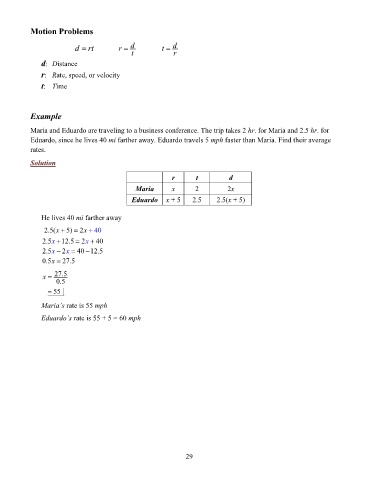 Motion Problems
d = rt    r = d/t    t = d/r
d: Distance
r: Rate, speed, or velocity
t: Time
Example
Maria and Eduardo are traveling to a business conference. The trip takes 2 hr. for Maria and 2.5 hr. for
Eduardo, since he lives 40 mi farther away. Eduardo travels 5 mph faster than Maria. Find their average
rates.
Solution
r    t    d
Maria    x    2    2x
Eduardo    x + 5    2.5    2.5(x + 5)
He lives 40 mi farther away
2.5(x + 5) = 2x + 40
2.5x + 12.5 = 2x + 40
2.5x − 2x = 40 − 12.5
0.5x = 27.5
x = 27.5/0.5
= 55 |
Maria's rate is 55 mph
Eduardo's rate is 55 + 5 = 60 mph
29